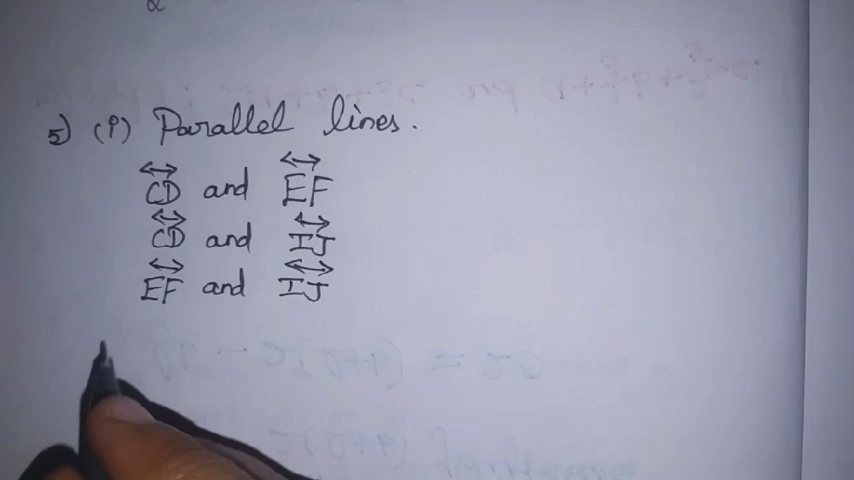 5) (i) Parallel lines.
CD and EF
CD and IJ
EF and IJ